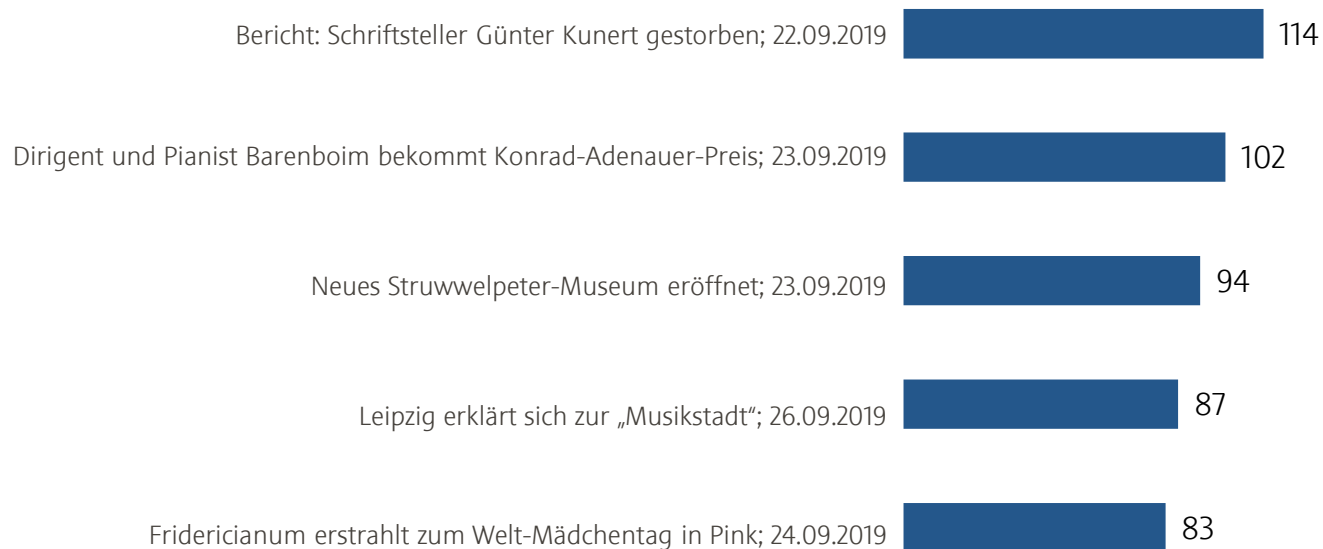 Bericht: Schriftsteller Günter Kunert gestorben; 22.09.2019 114
Dirigent und Pianist Barenboim bekommt Konrad-Adenauer-Preis; 23.09.2019 102
Neues Struwwelpeter-Museum eröffnet; 23.09.2019 94
Leipzig erklärt sich zur „Musikstadt“; 26.09.2019 87
Fridericianum erstrahlt zum Welt-Mädchentag in Pink; 24.09.2019 83